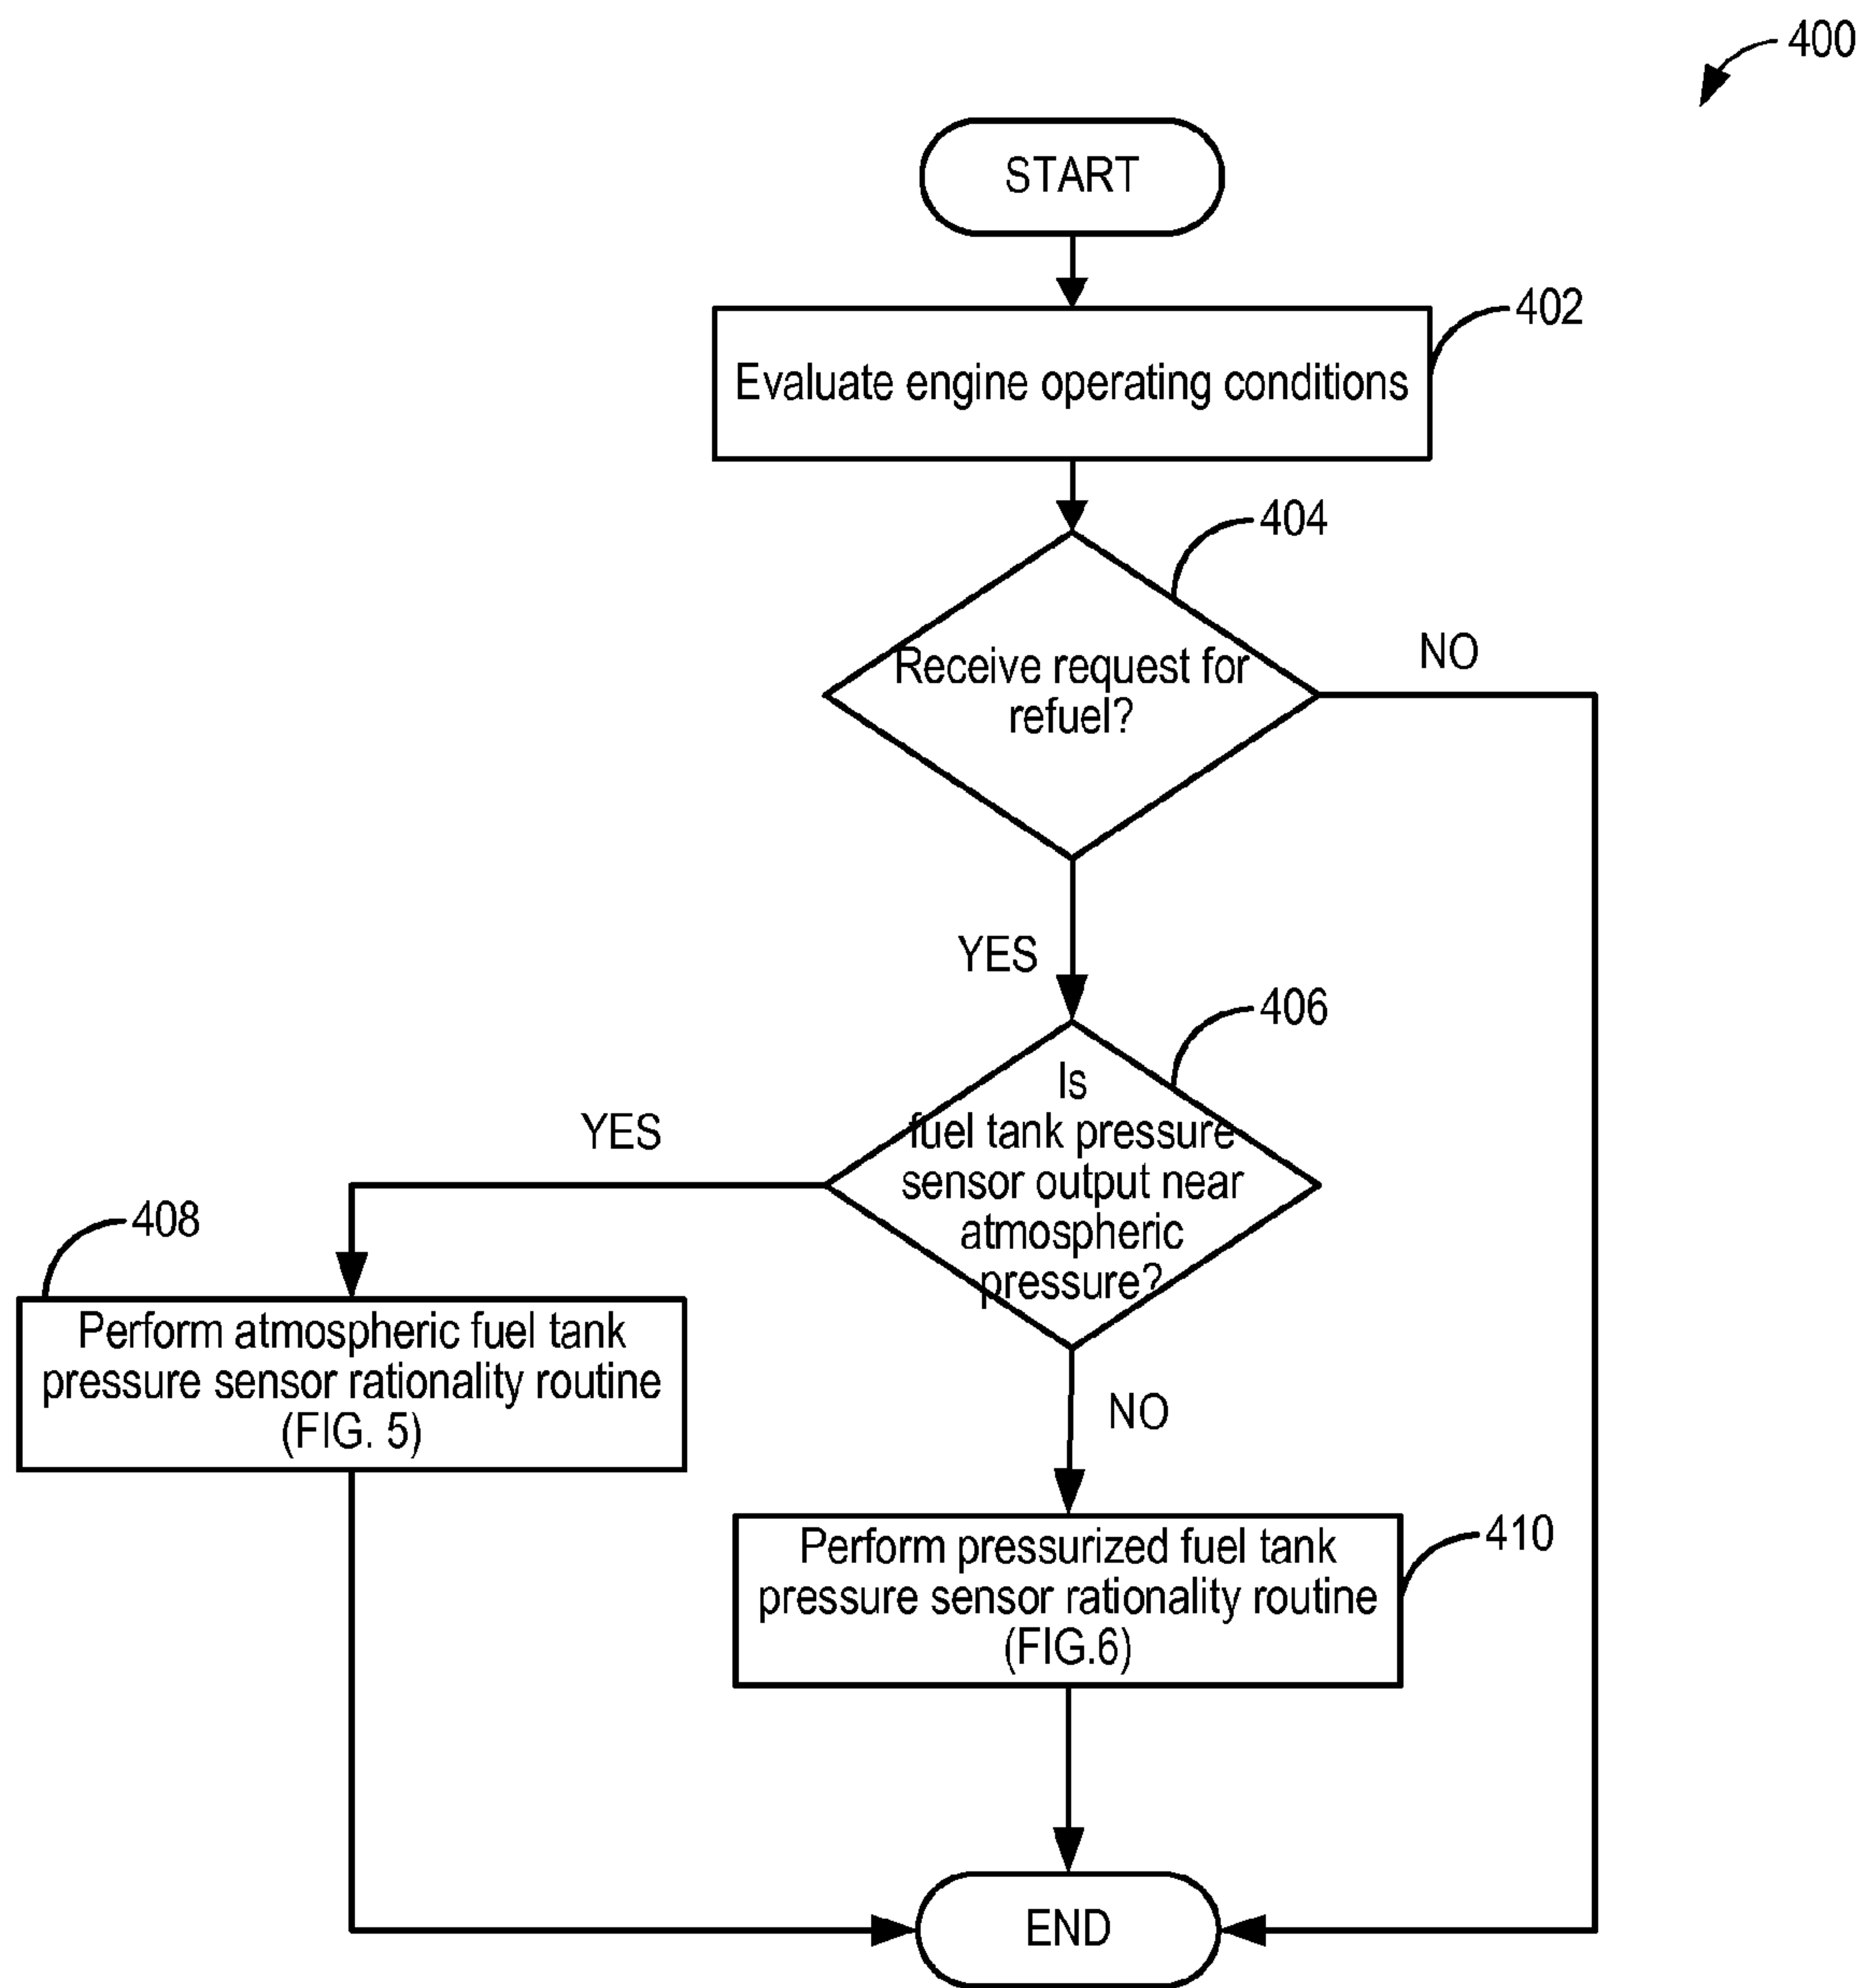 400
START
402
Evaluate engine operating conditions
404
Receive request for
refuel?
NO
YES
406
Is
fuel tank pressure
sensor output near
atmospheric
pressure?
YES
408
Perform atmospheric fuel tank
pressure sensor rationality routine
(FIG. 5)
NO
410
Perform pressurized fuel tank
pressure sensor rationality routine
(FIG.6)
END